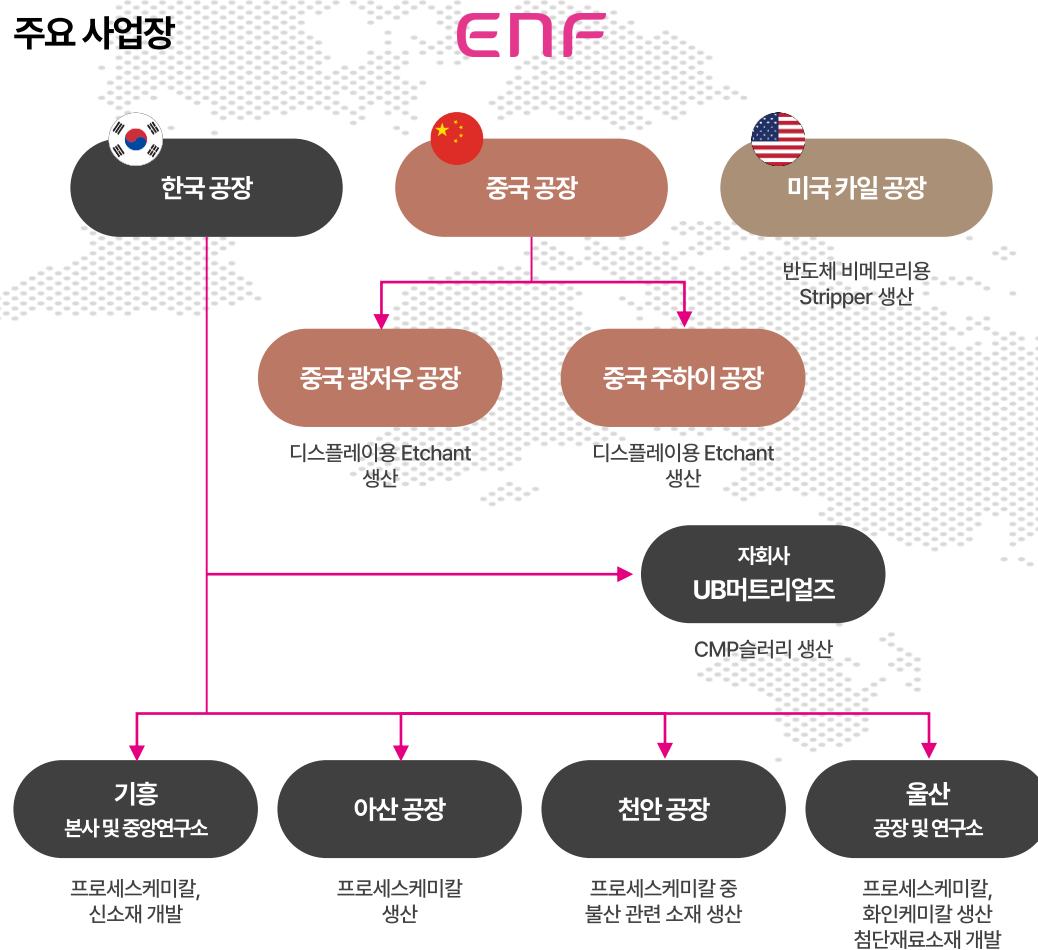 주요 사업장
ENF
한국 공장
중국 공장
미국 카일 공장
반도체 비메모리용
Stripper 생산
중국 광저우 공장
중국 주하이 공장
디스플레이용 Etchant
생산
디스플레이용 Etchant
생산
자회사
UB머트리얼즈
CMP슬러리 생산
기흥
본사 및 중앙연구소
아산 공장
천안 공장
울산
공장 및 연구소
프로세스케미칼,
신소재 개발
프로세스케미칼
생산
프로세스케미칼 중
불산 관련 소재 생산
프로세스케미칼,
화인케미칼 생산
첨단재료소재 개발